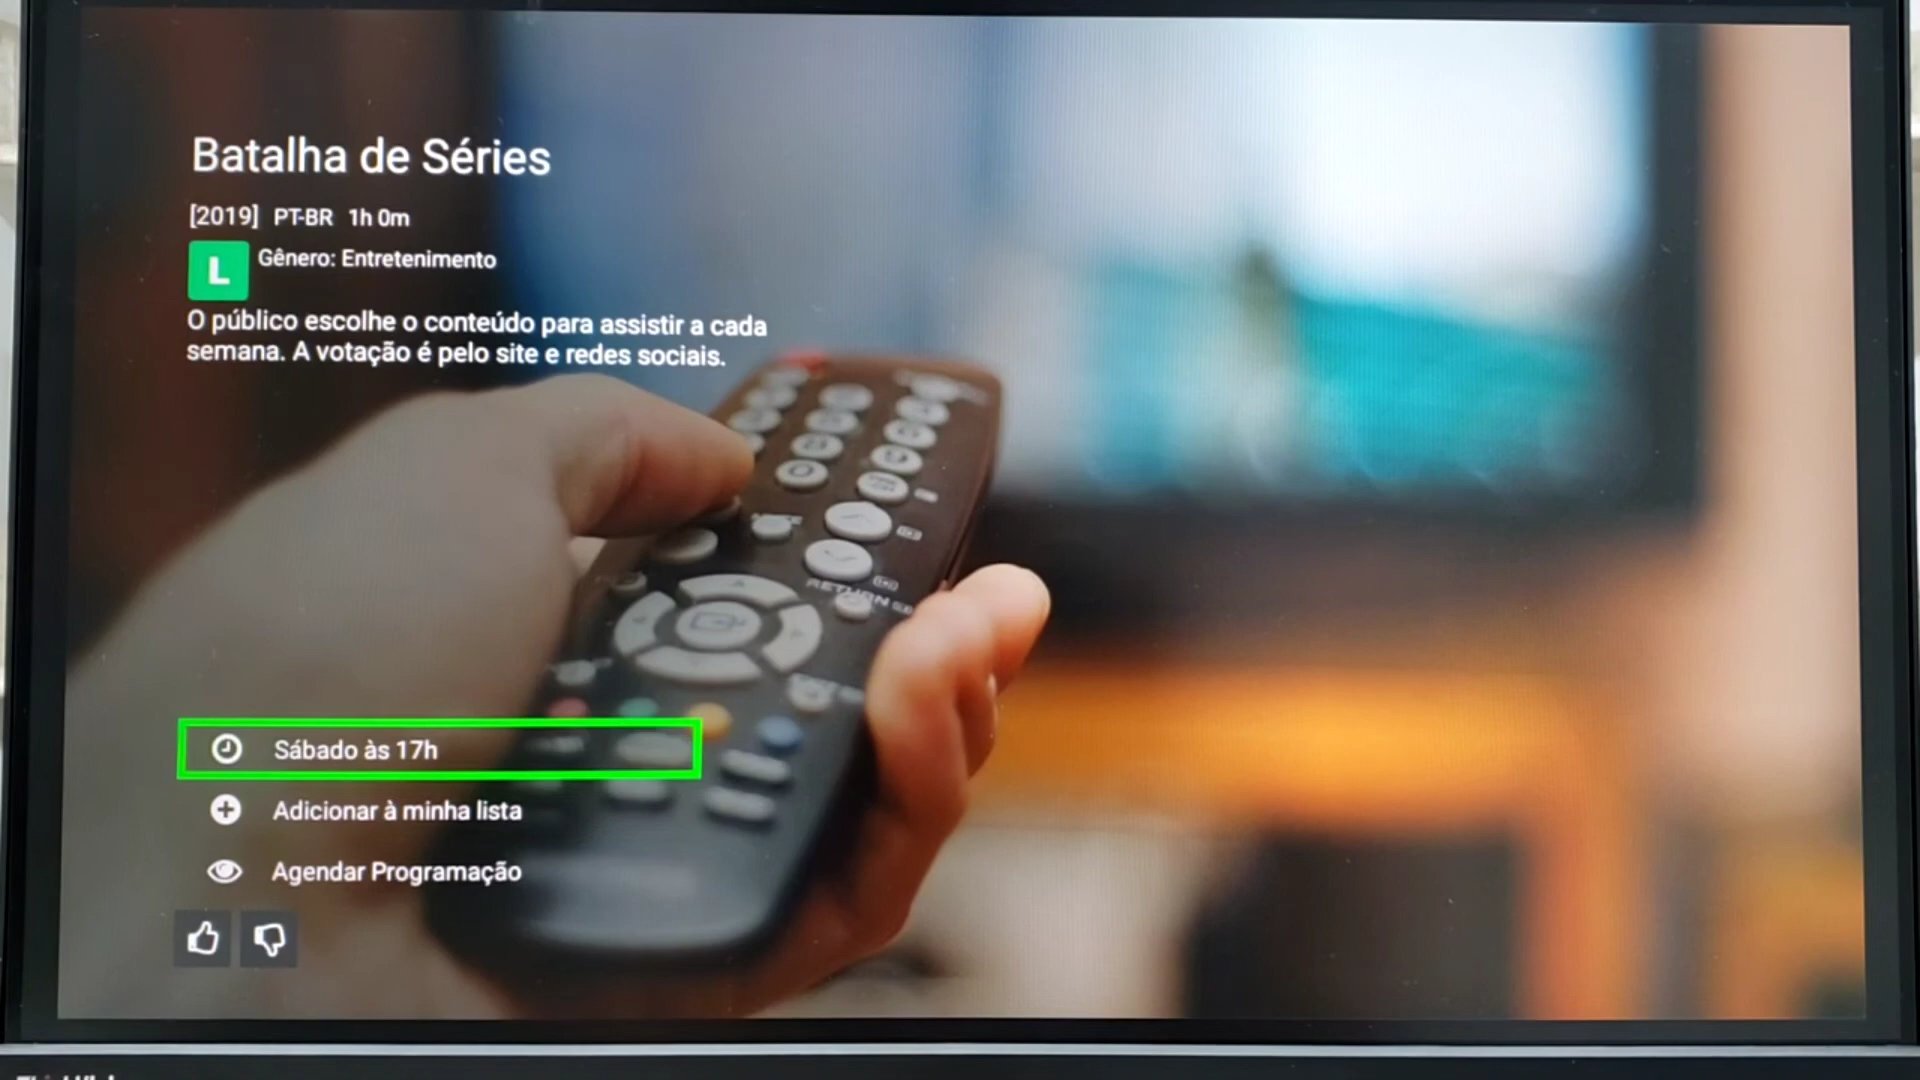 Batalha de Séries
[2019] PT-BR 1h 0m
L
Gênero: Entretenimento
O público escolhe o conteúdo para assistir a cada
semana. A votação é pelo site e redes sociais.
RETURN
Sábado às 17h
Adicionar à minha lista
Agendar Programação